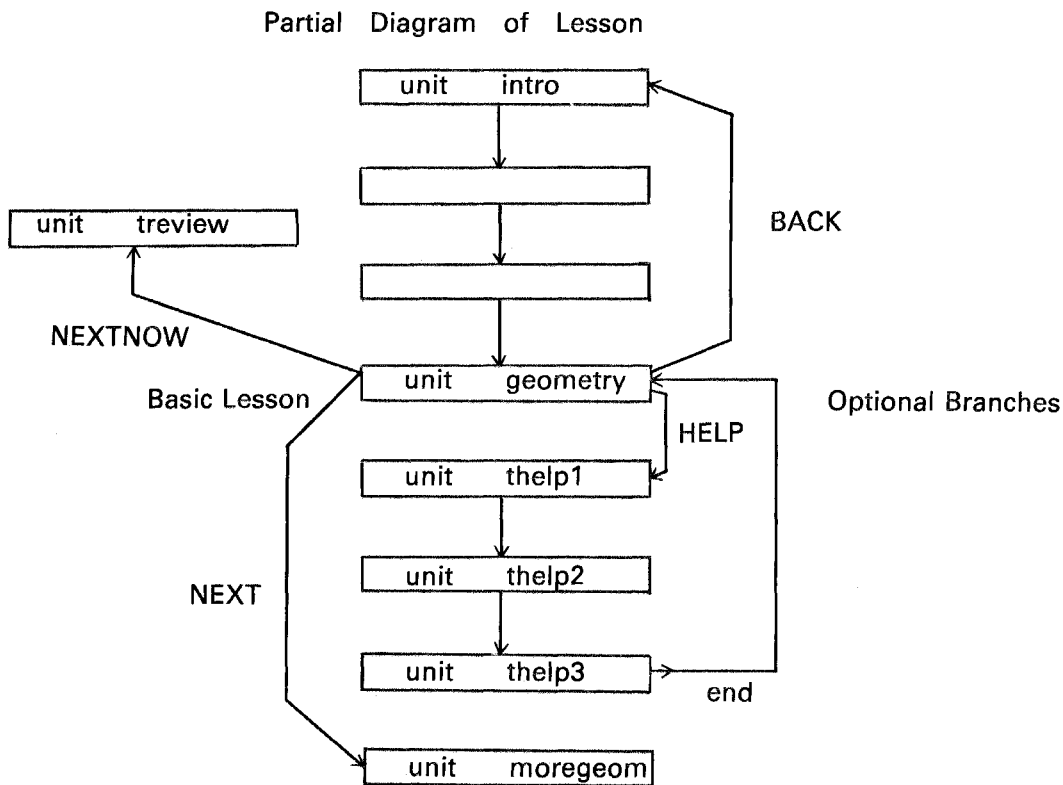 Partial Diagram of Lesson
unit intro
BACK
unit treview
NEXTNOW
unit geometry
Basic Lesson
Optional Branches
HELP
unit thelp1
unit thelp2
NEXT
unit thelp3
end
unit moregeom